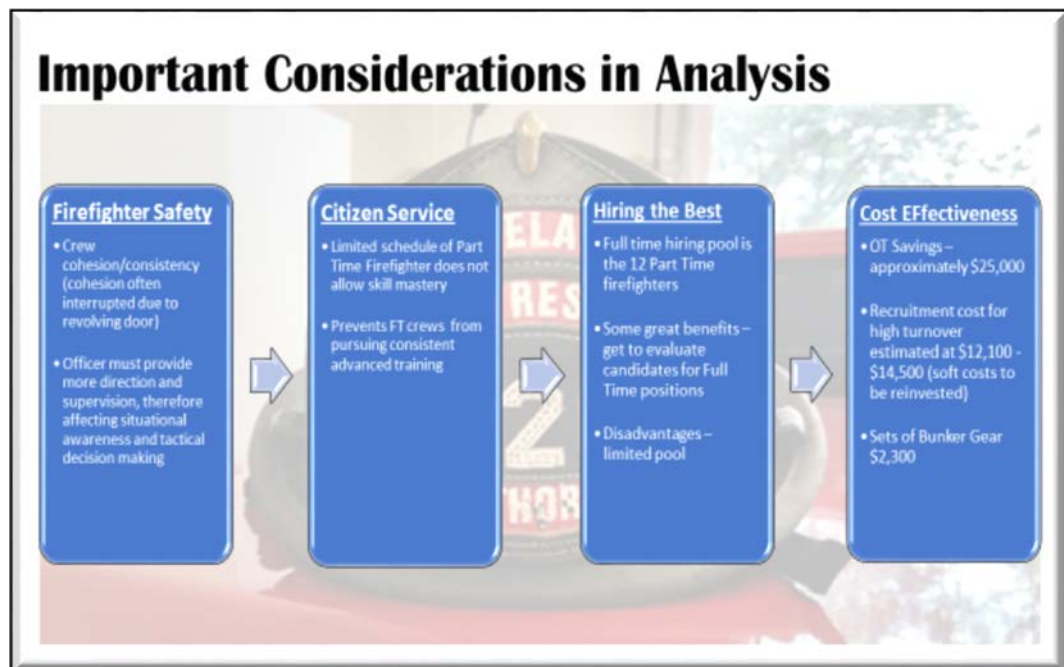 Important Considerations in Analysis
Firefighter Safety
• Crew
cohesion/consistency
(cohesion often
interrupted due to
revolving door)
• Officer must provide
more direction and
supervision, therefore
affecting situational
awareness and tactical
decision making
Citizen Service
• Limited schedule of Part
Time Firefighter does not
allow skill mastery
• Prevents FT crews from
pursuing consistent
advanced training
Hiring the Best
• Full time hiring pool is
the 12 Part Time
firefighters
• Some great benefits –
get to evaluate
candidates for Full
Time positions
• Disadvantages –
limited pool
Cost EFfectiveness
• OT Savings –
approximately $25,000
• Recruitment cost for
high turnover
estimated at $12,100 -
$14,500 (soft costs to
be reinvested)
• Sets of Bunker Gear
$2,300
ELA
RES
2
THOR